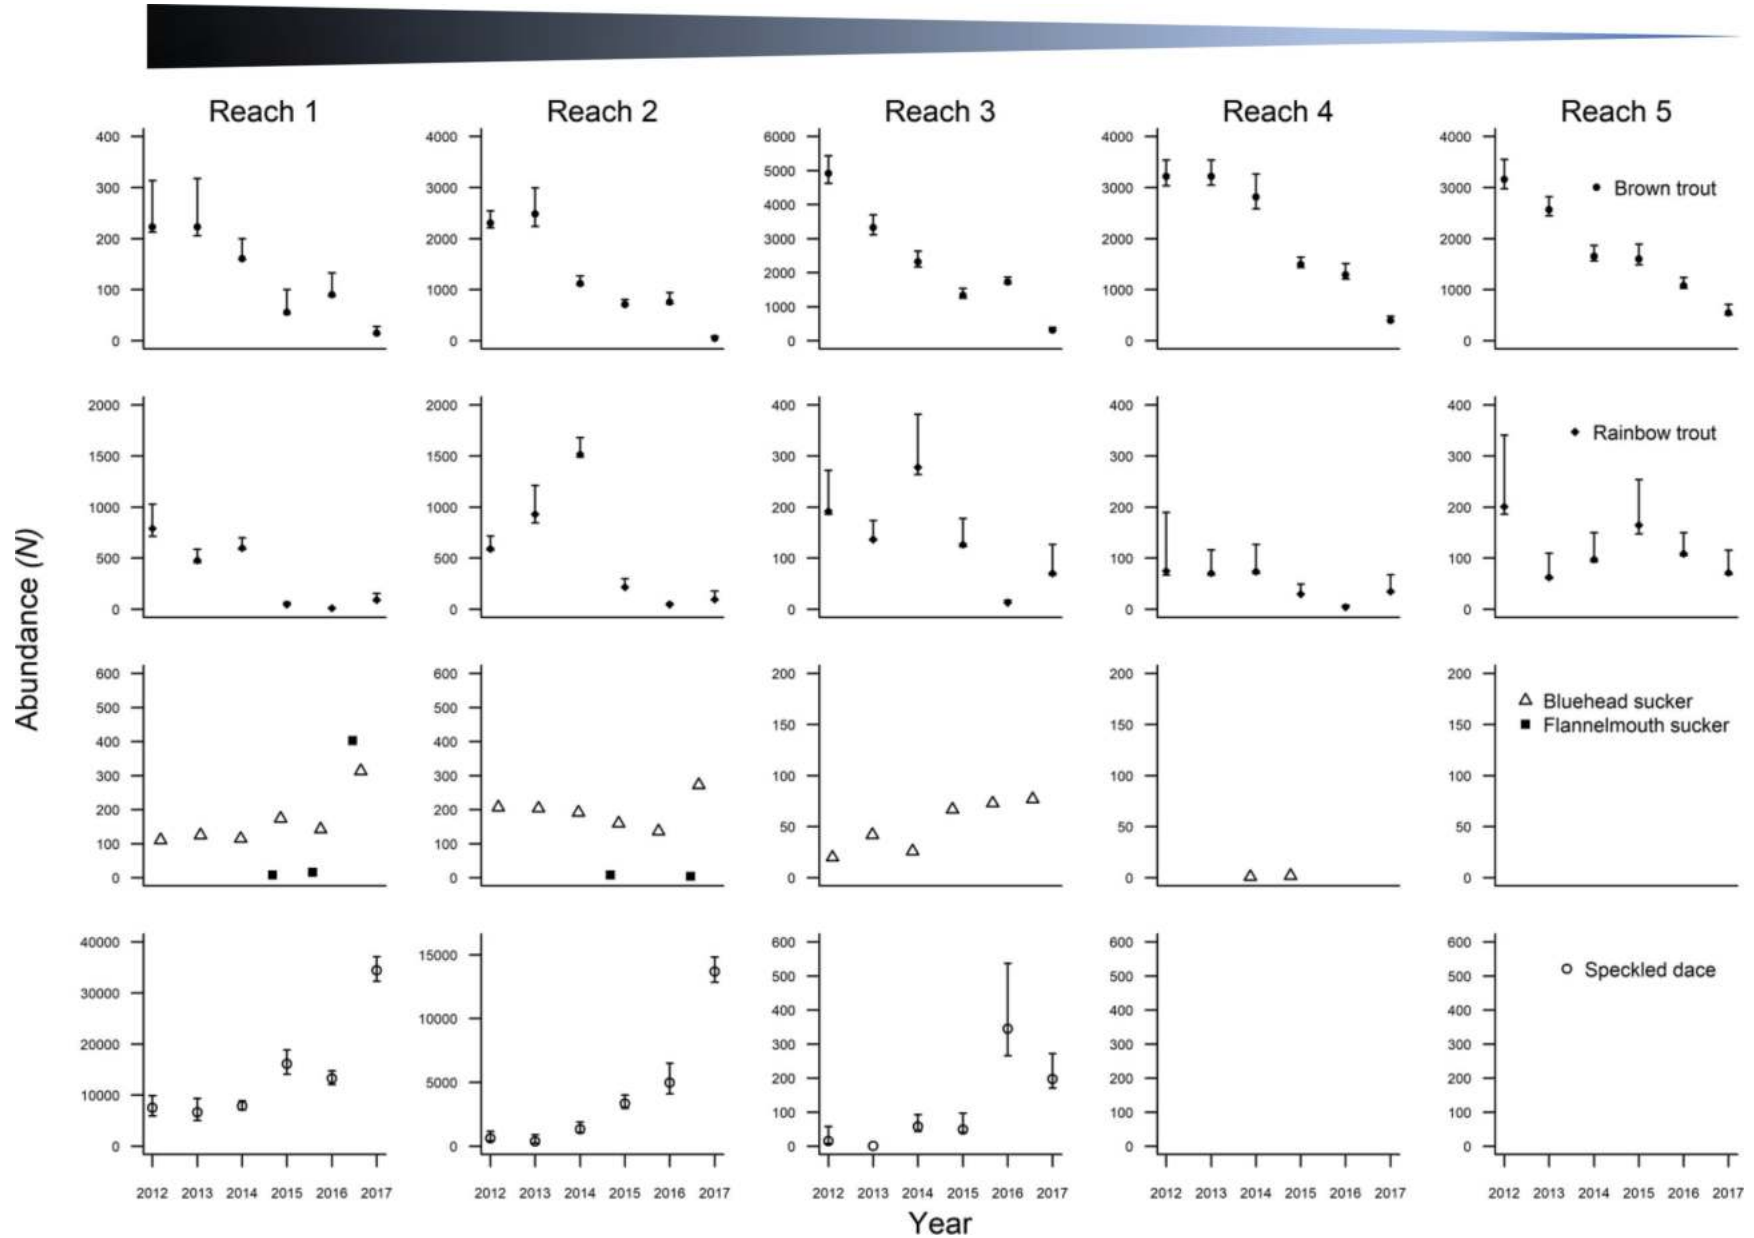 Reach 1 Reach 2 Reach 3 Reach 4 Reach 5
400 4000 6000 4000 4000
300 3000 5000 3000 3000
200 2000 4000 2000 2000
100 1000 3000 1000 1000
0 0 2000 0 0
1000
0
Brown trout
2000 2000 400 400 400
1500 1500 300 300 300
1000 1000 200 200 200
500 500 100 100 100
0 0 0 0 0
Rainbow trout
Abundance (N)
600 600 200 200 200
500 500 150 150 150
400 400 100 100 100
300 300 50 50 50
200 200 0 0 0
100 100
0 0
Bluehead sucker
Flannelmouth sucker
40000 15000 600 600 600
30000 10000 500 500 500
20000 5000 400 400 400
10000 0 300 300 300
0 200 200 200
100 100 100
0 0 0
Speckled dace
2012 2013 2014 2015 2016 2017 2012 2013 2014 2015 2016 2017 2012 2013 2014 2015 2016 2017 2012 2013 2014 2015 2016 2017 2012 2013 2014 2015 2016 2017
Year